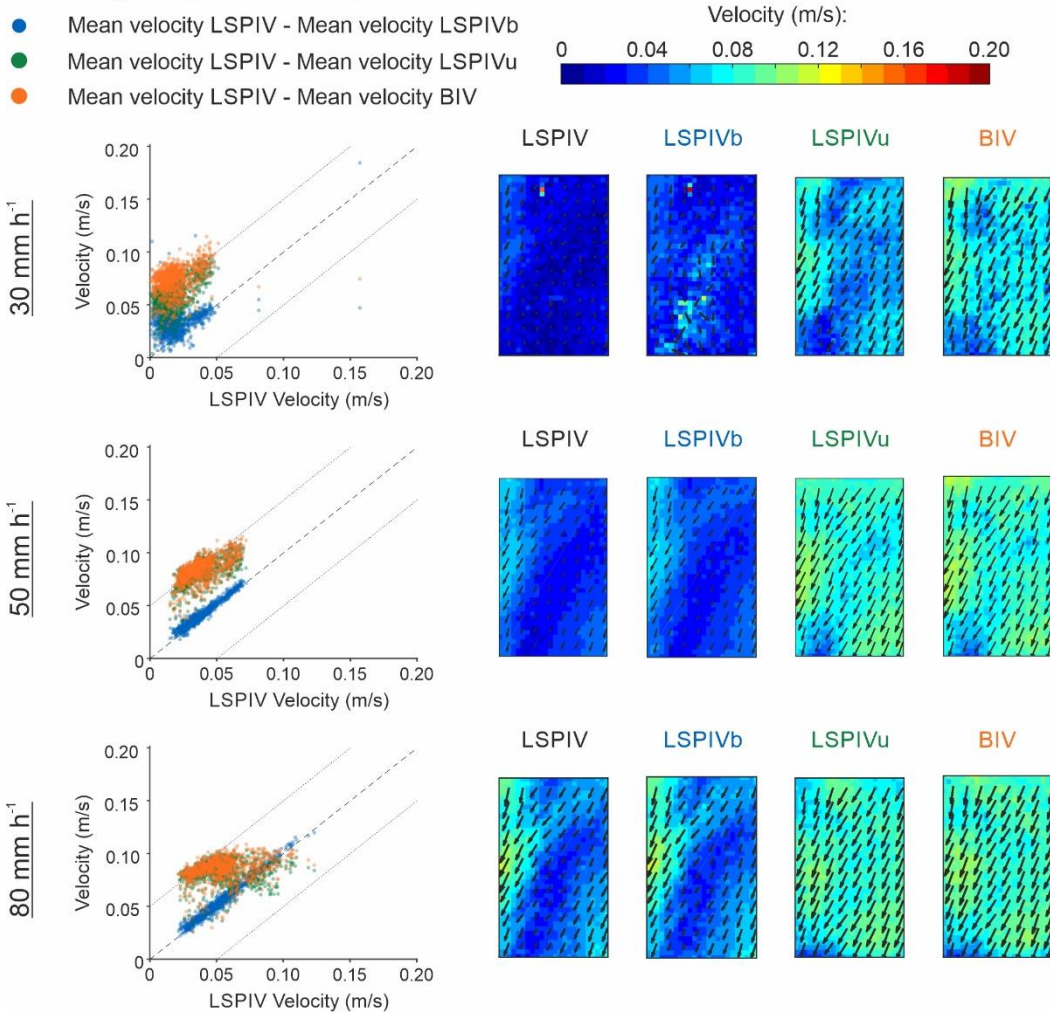 Velocity (m/s):
Mean velocity LSPIV - Mean velocity LSPIVb
Mean velocity LSPIV - Mean velocity LSPIVu
Mean velocity LSPIV - Mean velocity BIV
0 0.04 0.08 0.12 0.16 0.20
30 mm h⁻¹
Velocity (m/s)
0.20
0.15
0.10
0.05
0
0 0.05 0.10 0.15 0.20
LSPIV Velocity (m/s)
LSPIV LSPIVb LSPIVu BIV
50 mm h⁻¹
Velocity (m/s)
0.20
0.15
0.10
0.05
0
0 0.05 0.10 0.15 0.20
LSPIV Velocity (m/s)
LSPIV LSPIVb LSPIVu BIV
80 mm h⁻¹
Velocity (m/s)
0.20
0.15
0.10
0.05
0
0 0.05 0.10 0.15 0.20
LSPIV Velocity (m/s)
LSPIV LSPIVb LSPIVu BIV